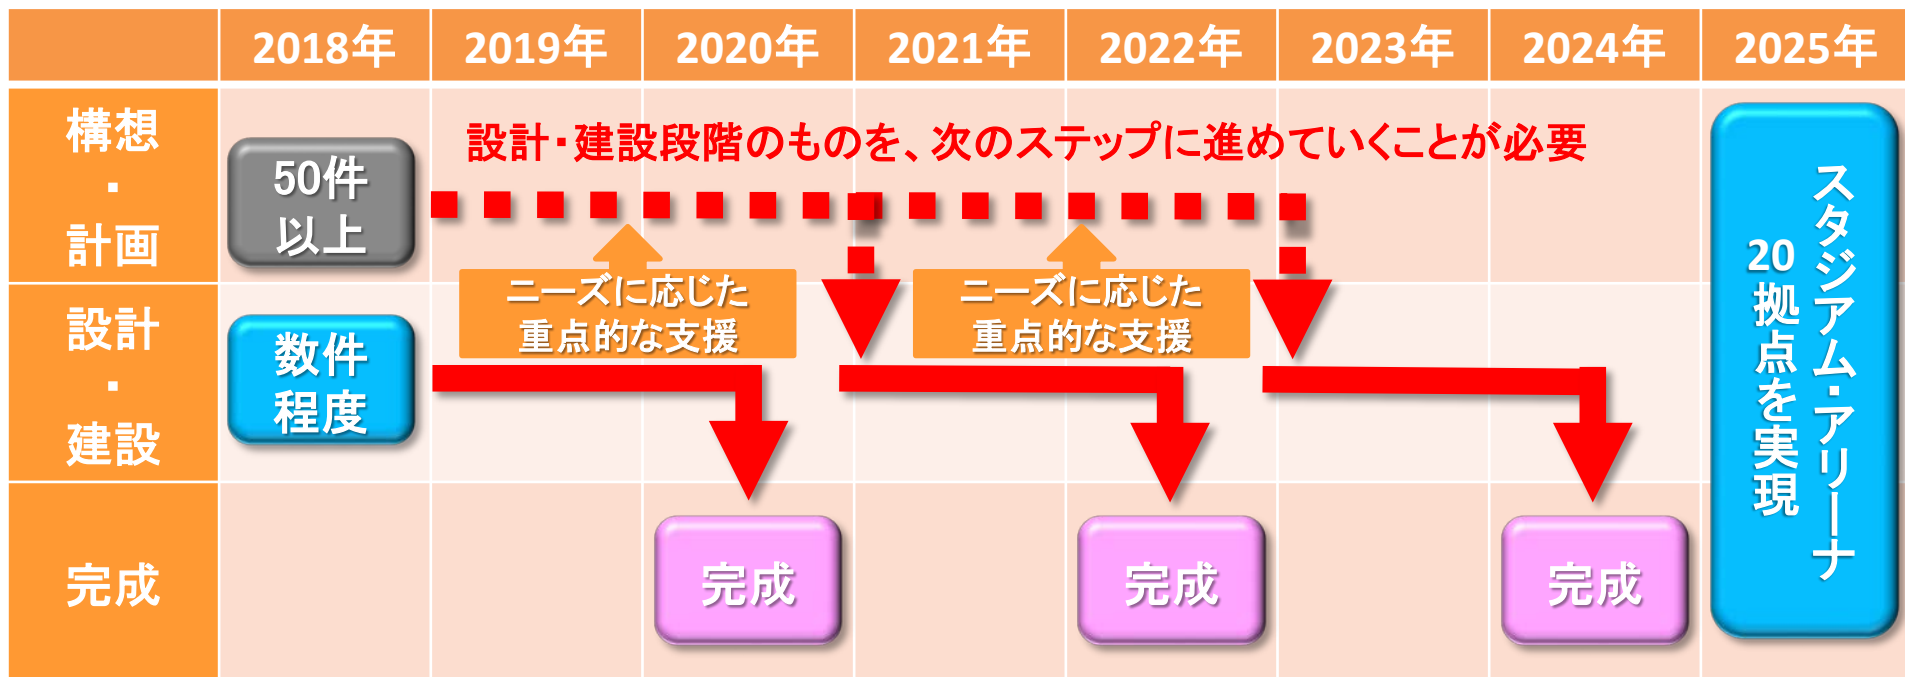 2018年 2019年 2020年 2021年 2022年 2023年 2024年 2025年
構想
・
計画
50件
以上
設計・建設段階のものを、次のステップに進めていくことが必要
ニーズに応じた
重点的な支援
ニーズに応じた
重点的な支援
設計
・
建設
数件
程度
完成
完成
完成
完成
スタジアム・アリーナ
20拠点を実現